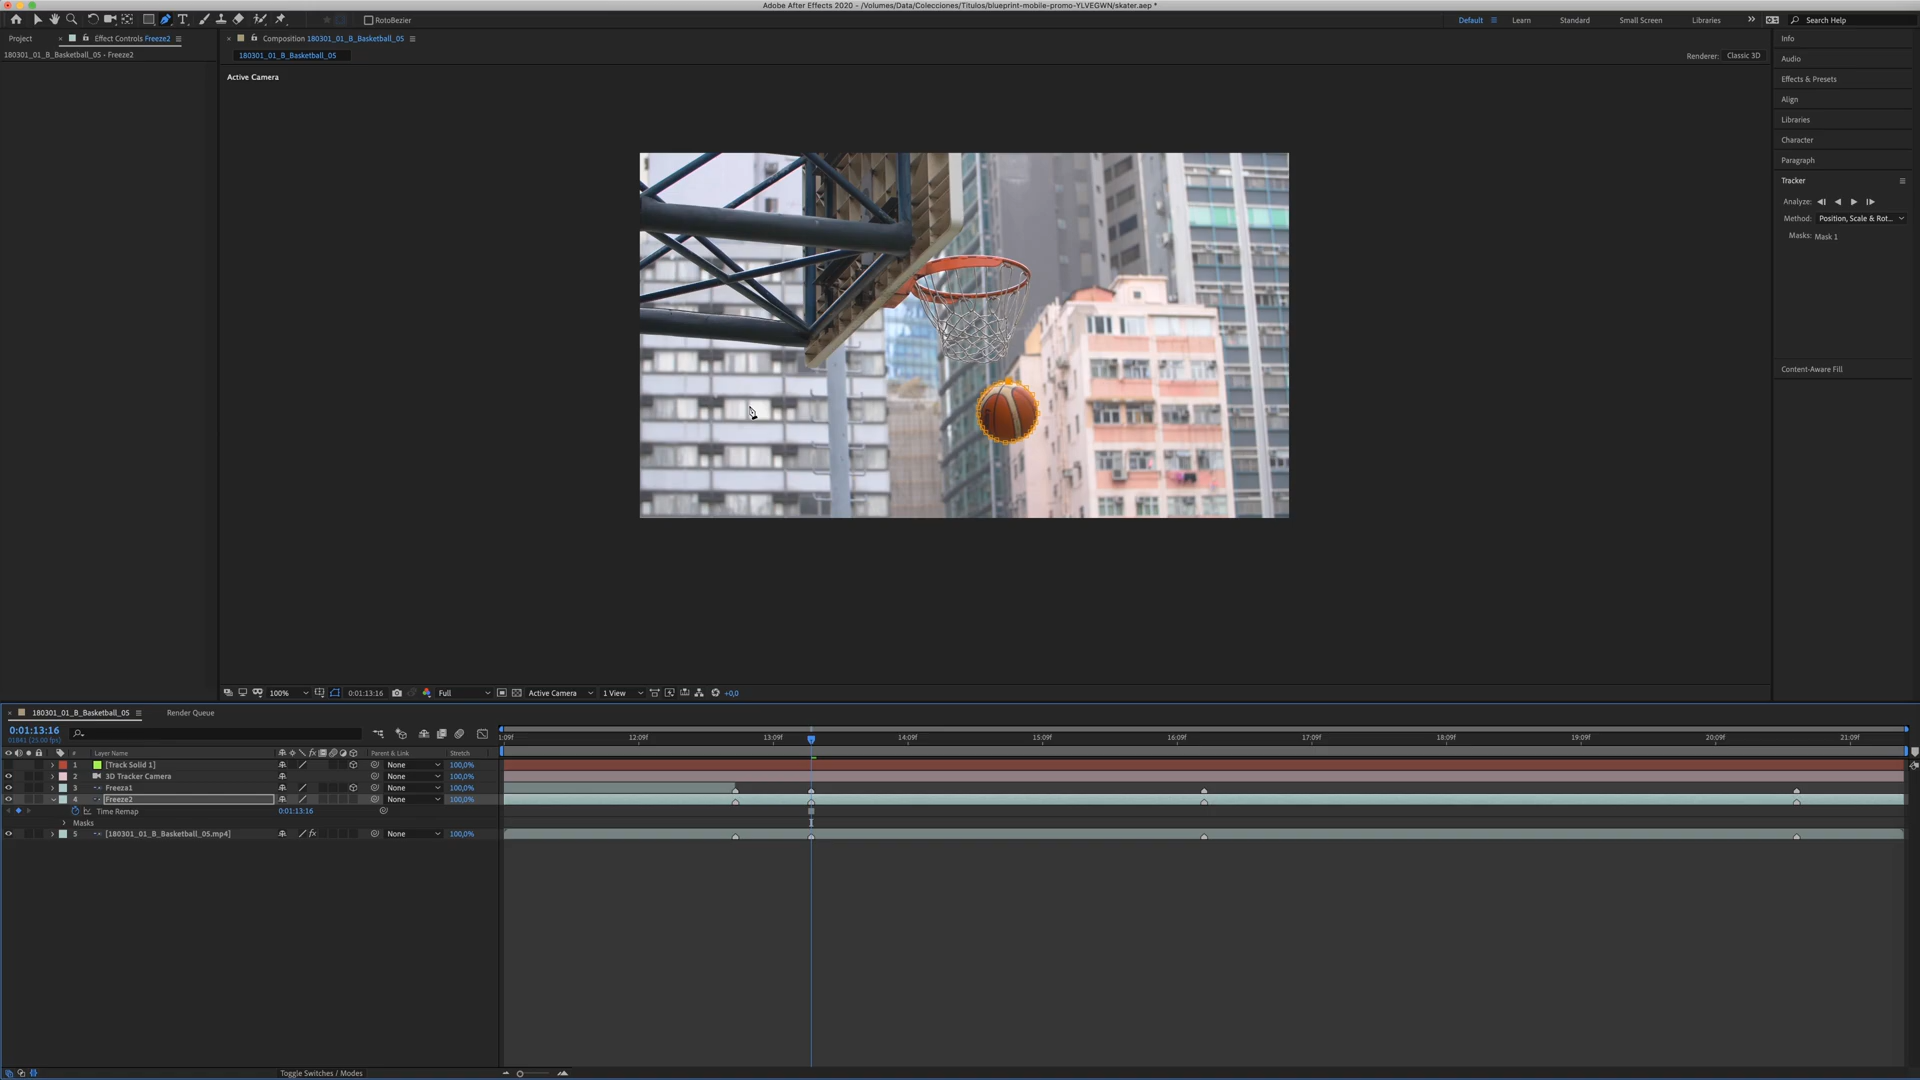 Adobe After Effects 2020 - /Volumes/Data/Colecciones/Titulos/blueprint-mobile-promo-YLVEGWN/skater.aep *
RotoBezier
Default
Learn
Standard
Small Screen
Libraries
Search Help
Project
Effect Controls Freeze2
Composition 180301_01_B_Basketball_05
Info
180301_01_B_Basketball_05 • Freeze2
180301_01_B_Basketball_05
Renderer: Classic 3D
Audio
Active Camera
Effects & Presets
Align
Libraries
Character
Paragraph
Tracker
Analyze:
Method: Position, Scale & Rot...
Masks: Mask 1
Content-Aware Fill
100%
0:01:13:16
Full
Active Camera
1 View
+0,0
180301_01_B_Basketball_05
Render Queue
0:01:13:16
01841 (25.00 fps)
1:09f 12:09f 13:09f 14:09f 15:09f 16:09f 17:09f 18:09f 19:09f 20:09f 21:09f
# Layer Name Parent & Link Stretch
1 [Track Solid 1] None 100,0%
2 3D Tracker Camera None 100,0%
3 Freeza1 None 100,0%
4 Freeze2 None 100,0%
Time Remap 0:01:13:16
Masks
5 [180301_01_B_Basketball_05.mp4] None 100,0%
Toggle Switches / Modes